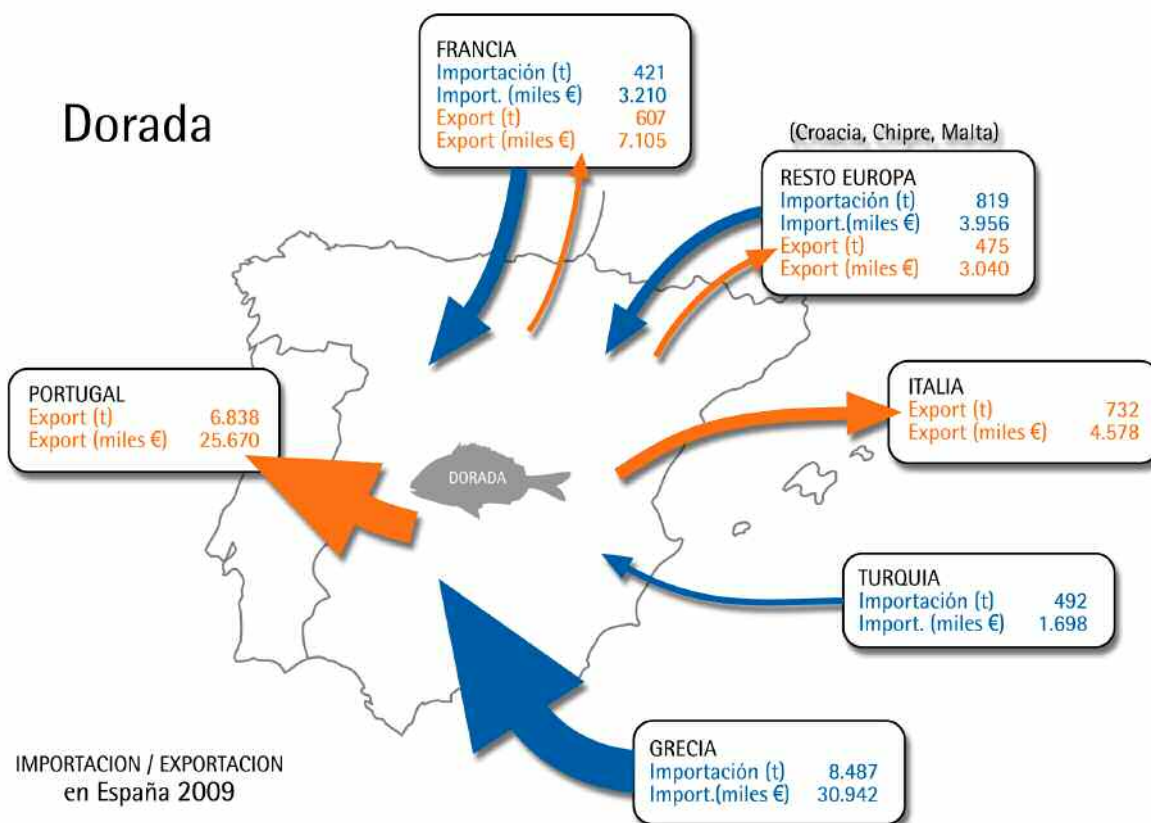 Dorada
FRANCIA
Importación (t) 421
Import. (miles €) 3.210
Export (t) 607
Export (miles €) 7.105
(Croacia, Chipre, Malta)
RESTO EUROPA
Importación (t) 819
Import.(miles €) 3.956
Export (t) 475
Export (miles €) 3.040
PORTUGAL
Export (t) 6.838
Export (miles €) 25.670
ITALIA
Export (t) 732
Export (miles €) 4.578
DORADA
TURQUIA
Importación (t) 492
Import. (miles €) 1.698
GRECIA
Importación (t) 8.487
Import.(miles €) 30.942
IMPORTACION / EXPORTACION
en España 2009